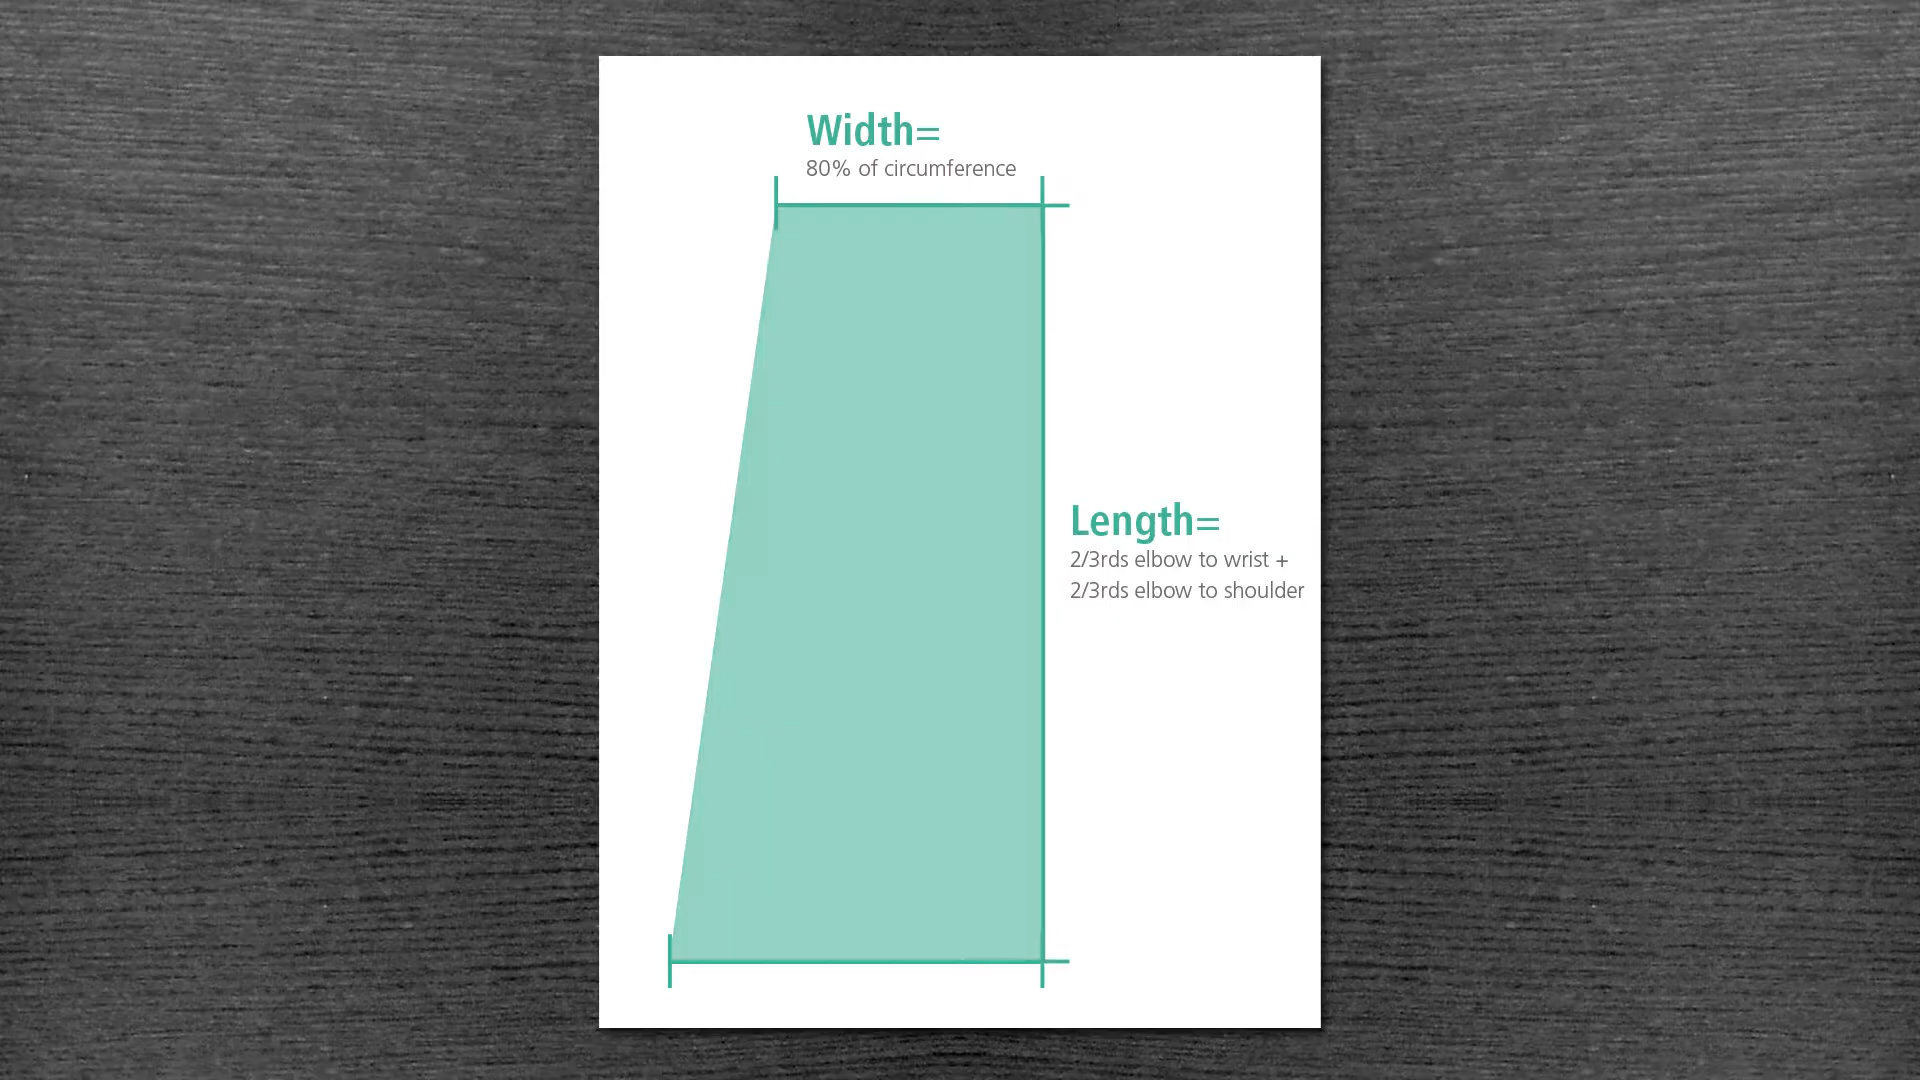 Width=
80% of circumference
Length=
2/3rds elbow to wrist +
2/3rds elbow to shoulder